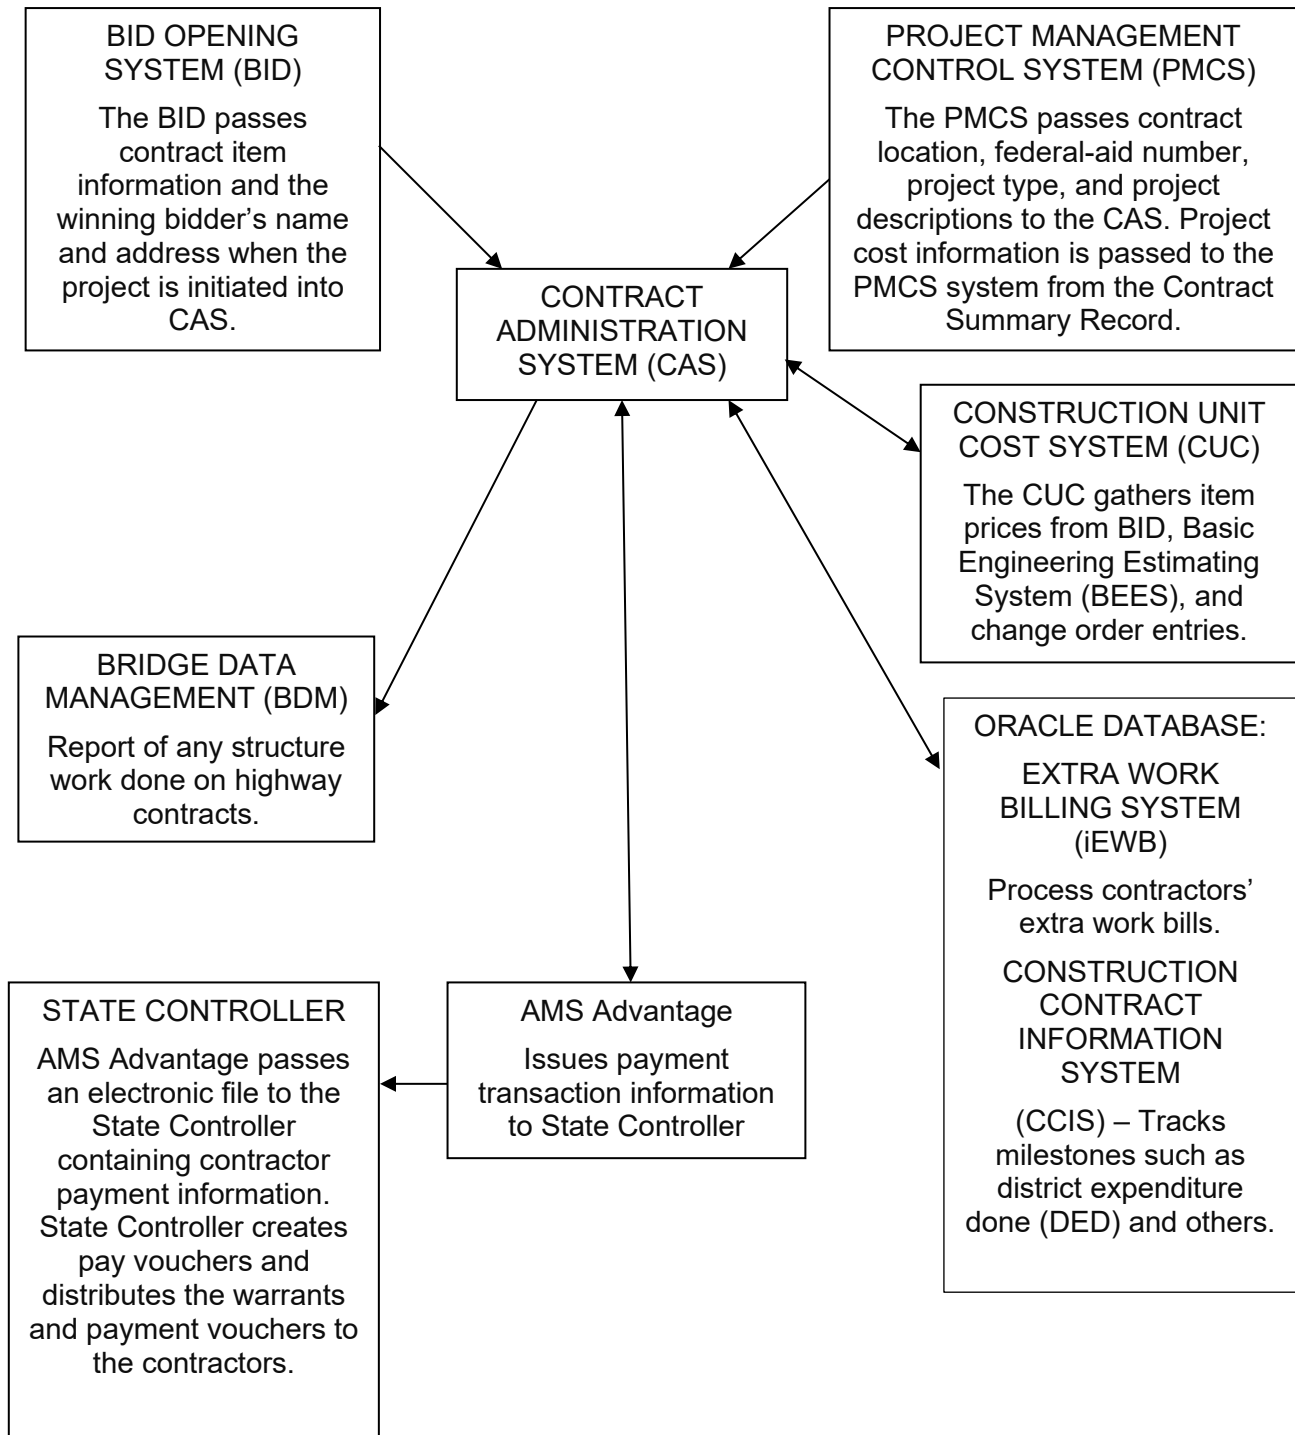 BID OPENING
SYSTEM (BID)
The BID passes
contract item
information and the
winning bidder’s name
and address when the
project is initiated into
CAS.
PROJECT MANAGEMENT
CONTROL SYSTEM (PMCS)
The PMCS passes contract
location, federal-aid number,
project type, and project
descriptions to the CAS. Project
cost information is passed to the
PMCS system from the Contract
Summary Record.
CONTRACT
ADMINISTRATION
SYSTEM (CAS)
CONSTRUCTION UNIT
COST SYSTEM (CUC)
The CUC gathers item
prices from BID, Basic
Engineering Estimating
System (BEES), and
change order entries.
BRIDGE DATA
MANAGEMENT (BDM)
Report of any structure
work done on highway
contracts.
ORACLE DATABASE:
EXTRA WORK
BILLING SYSTEM
(iEWB)
Process contractors’
extra work bills.
CONSTRUCTION
CONTRACT
INFORMATION
SYSTEM
(CCIS) – Tracks
milestones such as
district expenditure
done (DED) and others.
STATE CONTROLLER
AMS Advantage passes
an electronic file to the
State Controller
containing contractor
payment information.
State Controller creates
pay vouchers and
distributes the warrants
and payment vouchers to
the contractors.
AMS Advantage
Issues payment
transaction information
to State Controller